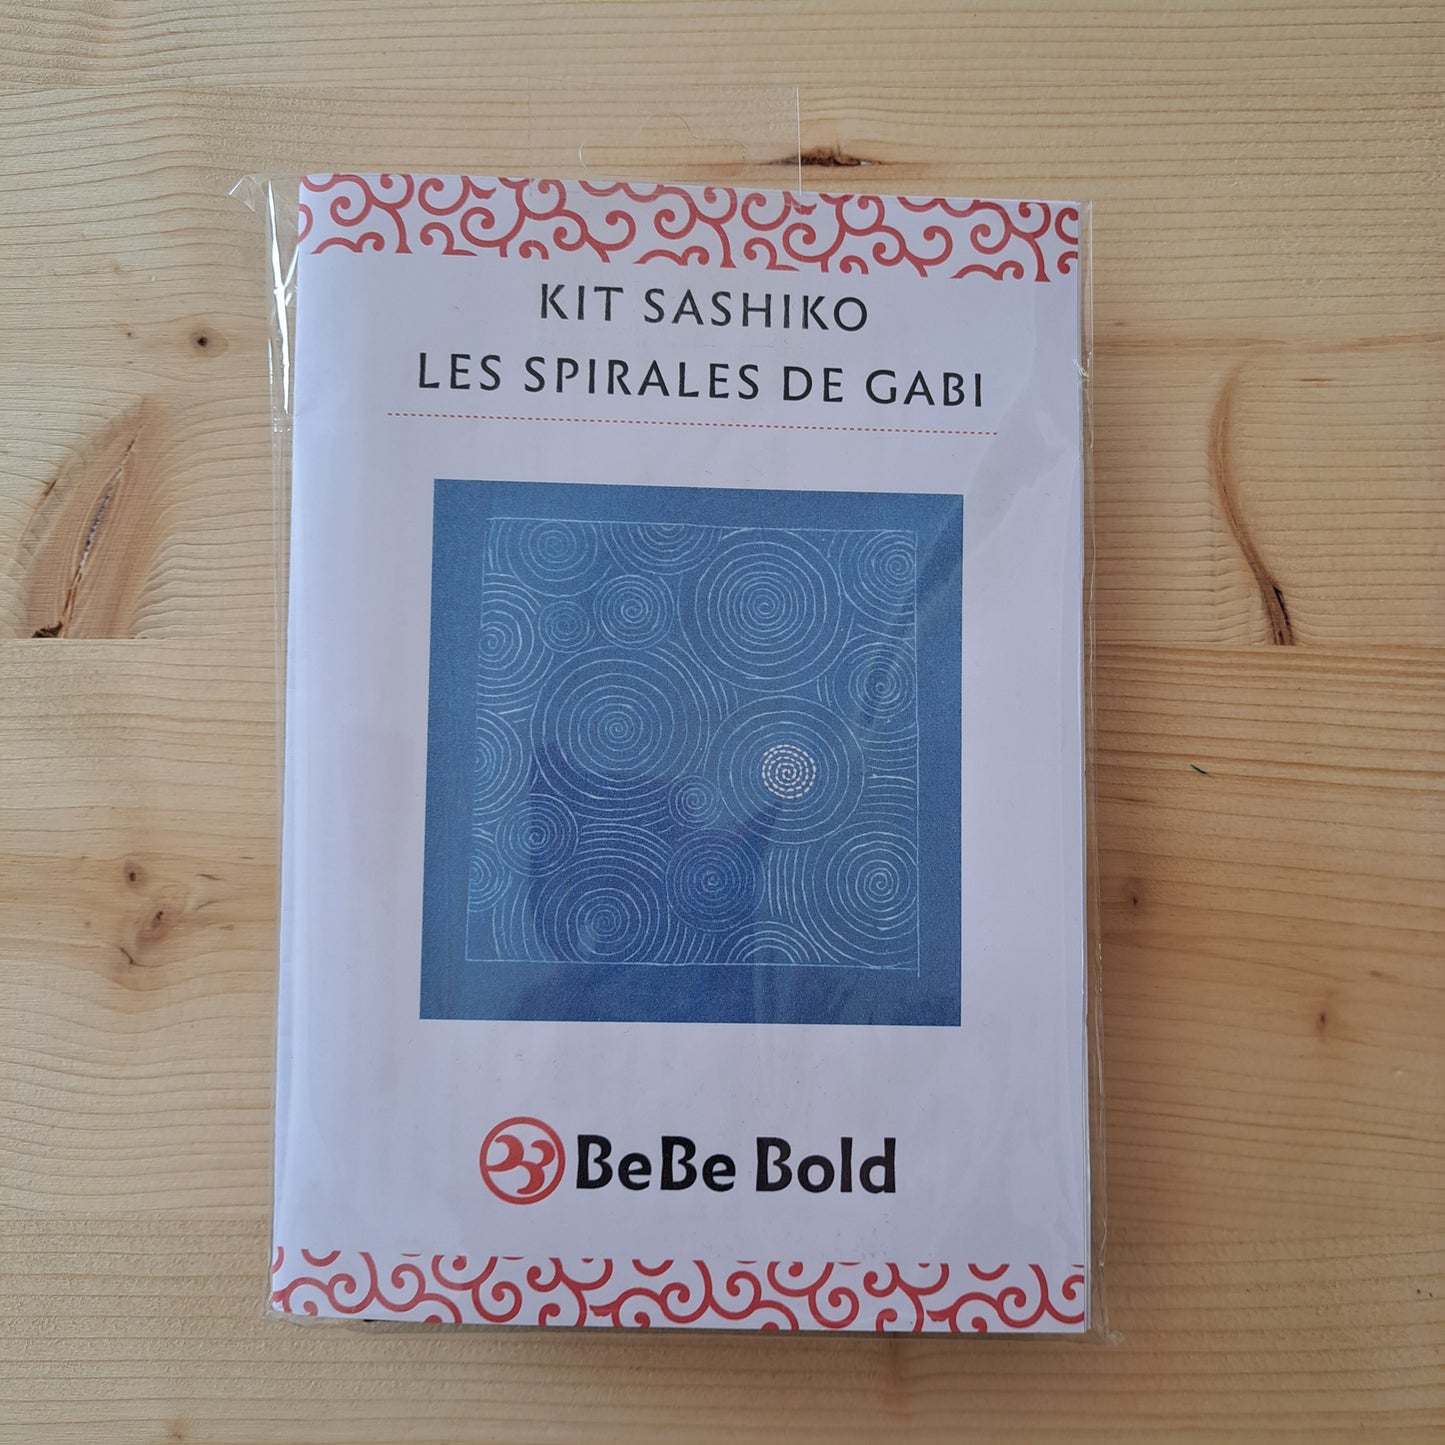 KIT SASHIKO
LES SPIRALES DE GABI
BeBe Bold